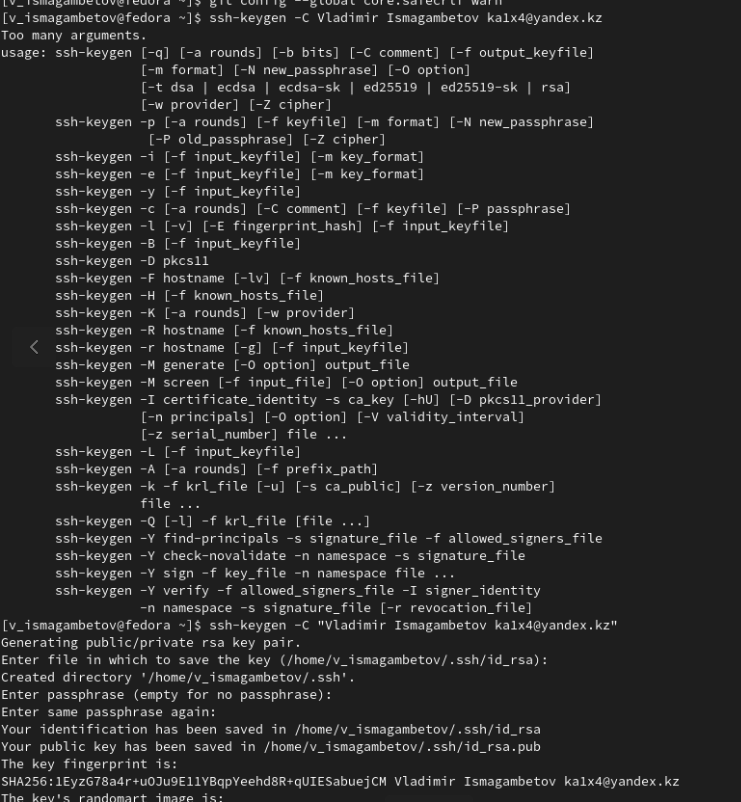 [v_ismagambetov@fedora ~]$ git config --global core.safecrlf warn
[v_ismagambetov@fedora ~]$ ssh-keygen -C Vladimir Ismagambetov ka1x4@yandex.kz
Too many arguments.
usage: ssh-keygen [-q] [-a rounds] [-b bits] [-C comment] [-f output_keyfile]
[-m format] [-N new_passphrase] [-O option]
[-t dsa | ecdsa | ecdsa-sk | ed25519 | ed25519-sk | rsa]
[-w provider] [-Z cipher]
ssh-keygen -p [-a rounds] [-f keyfile] [-m format] [-N new_passphrase]
[-P old_passphrase] [-Z cipher]
ssh-keygen -i [-f input_keyfile] [-m key_format]
ssh-keygen -e [-f input_keyfile] [-m key_format]
ssh-keygen -y [-f input_keyfile]
ssh-keygen -c [-a rounds] [-C comment] [-f keyfile] [-P passphrase]
ssh-keygen -l [-v] [-E fingerprint_hash] [-f input_keyfile]
ssh-keygen -B [-f input_keyfile]
ssh-keygen -D pkcs11
ssh-keygen -F hostname [-lv] [-f known_hosts_file]
ssh-keygen -H [-f known_hosts_file]
ssh-keygen -K [-a rounds] [-w provider]
ssh-keygen -R hostname [-f known_hosts_file]
ssh-keygen -r hostname [-g] [-f input_keyfile]
ssh-keygen -M generate [-O option] output_file
ssh-keygen -M screen [-f input_file] [-O option] output_file
ssh-keygen -I certificate_identity -s ca_key [-hU] [-D pkcs11_provider]
[-n principals] [-O option] [-V validity_interval]
[-z serial_number] file ...
ssh-keygen -L [-f input_keyfile]
ssh-keygen -A [-a rounds] [-f prefix_path]
ssh-keygen -k -f krl_file [-u] [-s ca_public] [-z version_number]
file ...
ssh-keygen -Q [-l] -f krl_file [file ...]
ssh-keygen -Y find-principals -s signature_file -f allowed_signers_file
ssh-keygen -Y check-novalidate -n namespace -s signature_file
ssh-keygen -Y sign -f key_file -n namespace file ...
ssh-keygen -Y verify -f allowed_signers_file -I signer_identity
-n namespace -s signature_file [-r revocation_file]
[v_ismagambetov@fedora ~]$ ssh-keygen -C "Vladimir Ismagambetov ka1x4@yandex.kz"
Generating public/private rsa key pair.
Enter file in which to save the key (/home/v_ismagambetov/.ssh/id_rsa):
Created directory '/home/v_ismagambetov/.ssh'.
Enter passphrase (empty for no passphrase):
Enter same passphrase again:
Your identification has been saved in /home/v_ismagambetov/.ssh/id_rsa
Your public key has been saved in /home/v_ismagambetov/.ssh/id_rsa.pub
The key fingerprint is:
SHA256:1EyzG78a4r+uOJu9E11YBqpYeehd8R+qUIESabuejCM Vladimir Ismagambetov ka1x4@yandex.kz
The key's randomart image is: